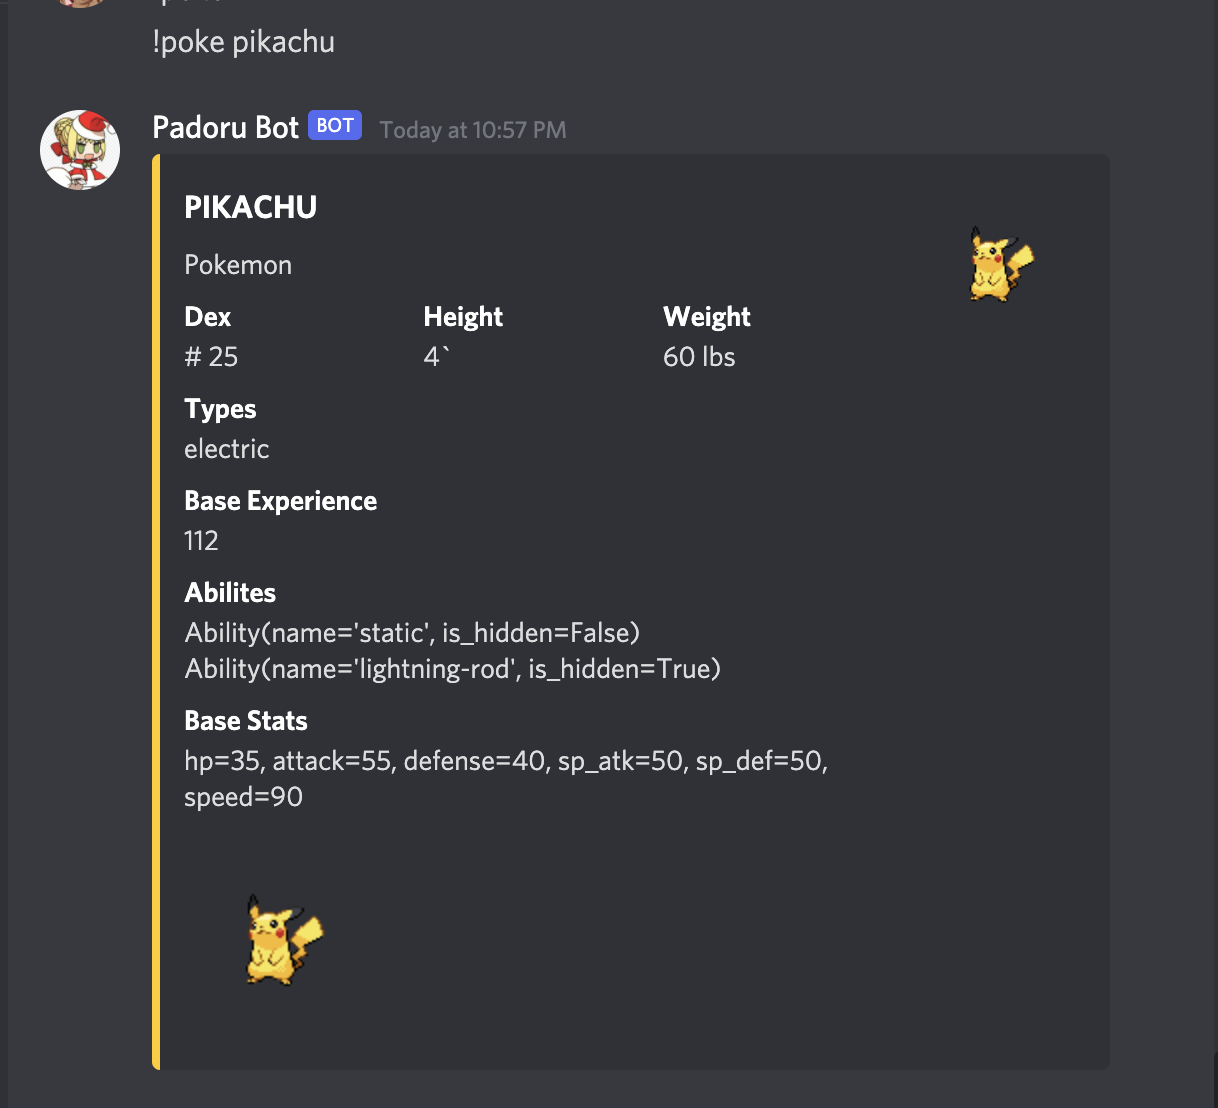 !poke pikachu
Padoru Bot BOT Today at 10:57 PM
PIKACHU
Pokemon
Dex Height Weight
# 25 4` 60 lbs
Types
electric
Base Experience
112
Abilites
Ability(name='static', is_hidden=False)
Ability(name='lightning-rod', is_hidden=True)
Base Stats
hp=35, attack=55, defense=40, sp_atk=50, sp_def=50,
speed=90